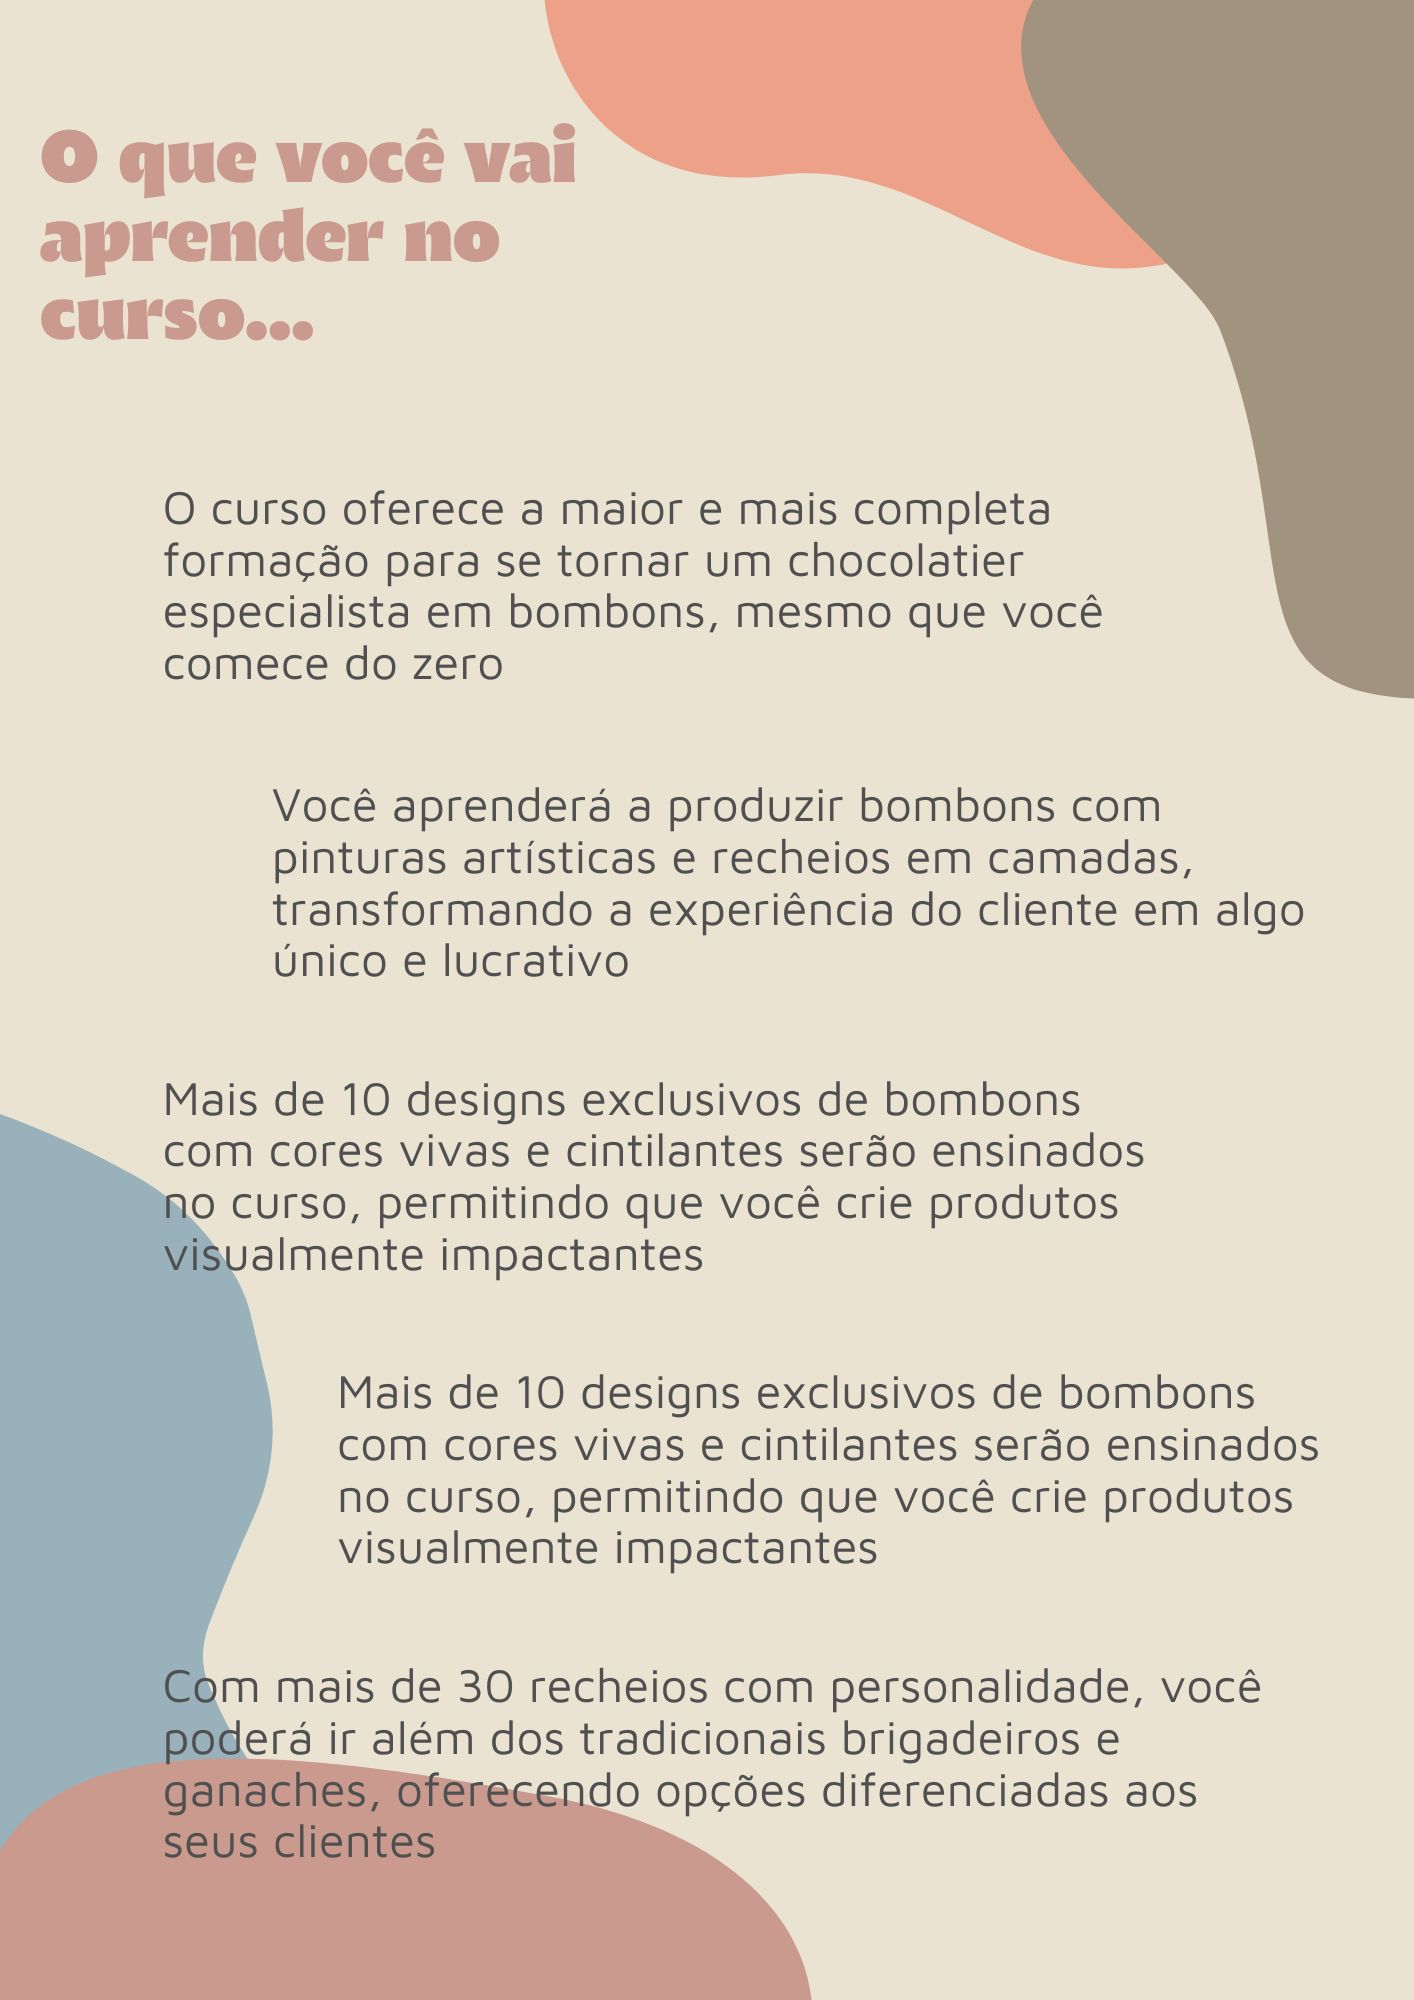 O que você vai
aprender no
curso...
O curso oferece a maior e mais completa
formação para se tornar um chocolatier
especialista em bombons, mesmo que você
comece do zero
Você aprenderá a produzir bombons com
pinturas artísticas e recheios em camadas,
transformando a experiência do cliente em algo
único e lucrativo
Mais de 10 designs exclusivos de bombons
com cores vivas e cintilantes serão ensinados
no curso, permitindo que você crie produtos
visualmente impactantes
Mais de 10 designs exclusivos de bombons
com cores vivas e cintilantes serão ensinados
no curso, permitindo que você crie produtos
visualmente impactantes
Com mais de 30 recheios com personalidade, você
poderá ir além dos tradicionais brigadeiros e
ganaches, oferecendo opções diferenciadas aos
seus clientes